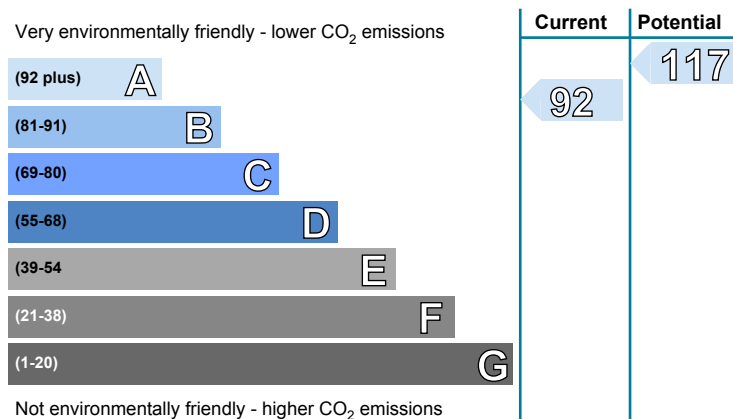 Current Potential
Very environmentally friendly - lower CO2 emissions
117
(92 plus) A
92
(81-91) B
(69-80) C
(55-68) D
(39-54 E
(21-38) F
(1-20) G
Not environmentally friendly - higher CO2 emissions